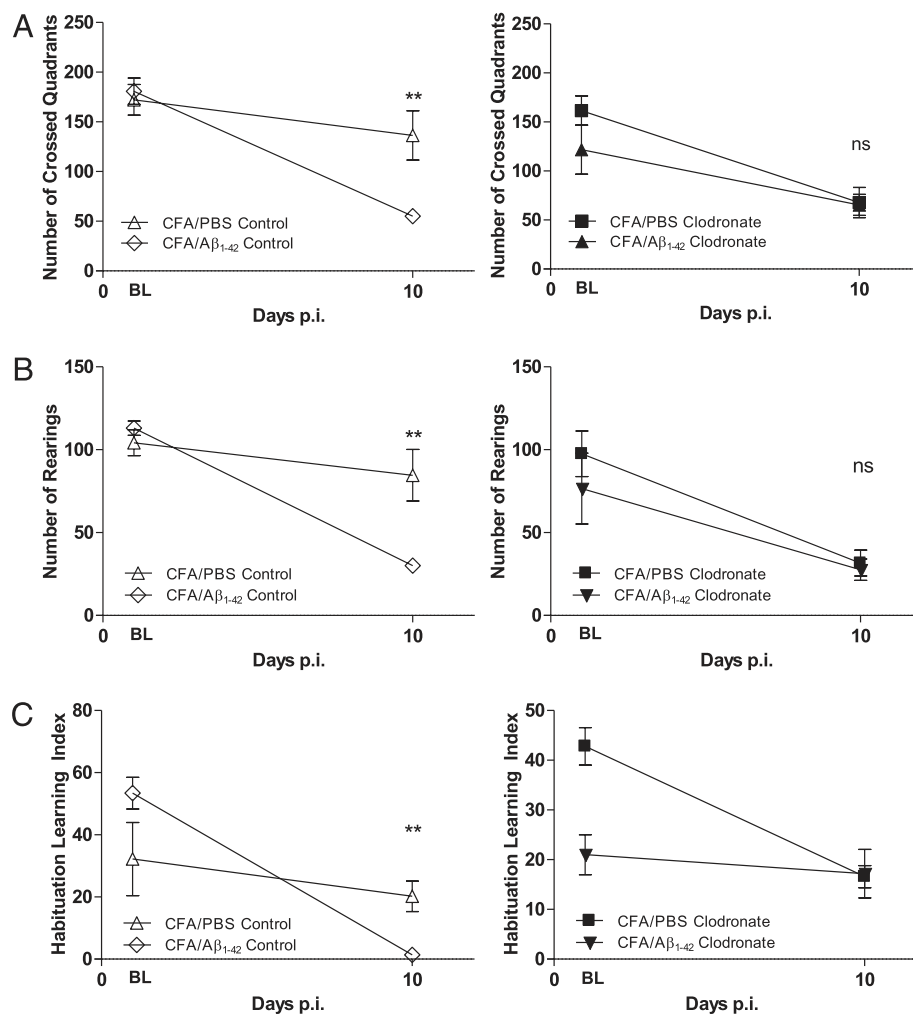 A
Number of Crossed Quadrants
250
200
150
100
50
0
**
CFA/PBS Control
CFA/Aβ1-42 Control
0
BL
10
Days p.i.
Number of Crossed Quadrants
250
200
150
100
50
0
ns
CFA/PBS Clodronate
CFA/Aβ1-42 Clodronate
0
BL
10
Days p.i.
B
Number of Rearings
150
100
50
0
**
CFA/PBS Control
CFA/Aβ1-42 Control
0
BL
10
Days p.i.
Number of Rearings
150
100
50
0
ns
CFA/PBS Clodronate
CFA/Aβ1-42 Clodronate
0
BL
10
Days p.i.
C
Habituation Learning Index
80
60
40
20
0
**
CFA/PBS Control
CFA/Aβ1-42 Control
0
BL
10
Days p.i.
Habituation Learning Index
50
40
30
20
10
0
CFA/PBS Clodronate
CFA/Aβ1-42 Clodronate
0
BL
10
Days p.i.